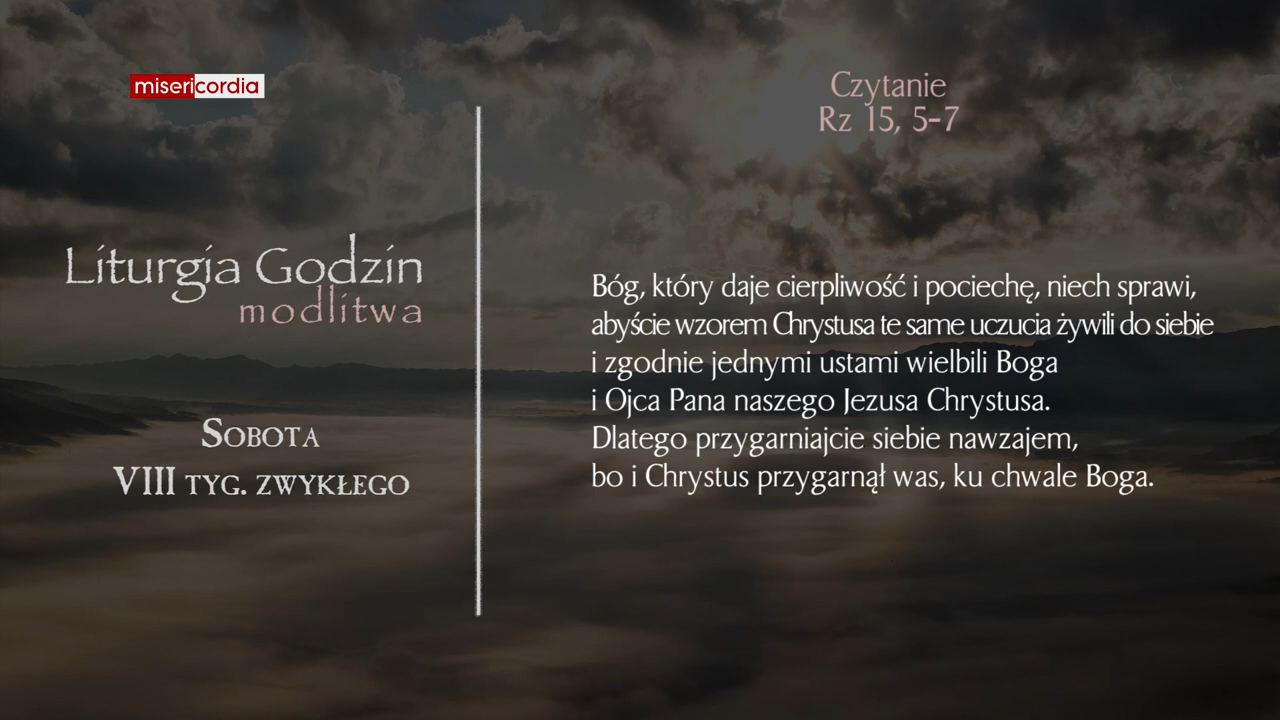 misericordia
Liturgia Godzin
modlitwa
Sobota
VIII tyg. zwykłego
Czytanie
Rz 15, 5-7
Bóg, który daje cierpliwość i pociechę, niech sprawi,
abyście wzorem Chrystusa te same uczucia żywili do siebie
i zgodnie jednymi ustami wielbili Boga
i Ojca Pana naszego Jezusa Chrystusa.
Dlatego przygarniajcie siebie nawzajem,
bo i Chrystus przygarnął was, ku chwale Boga.